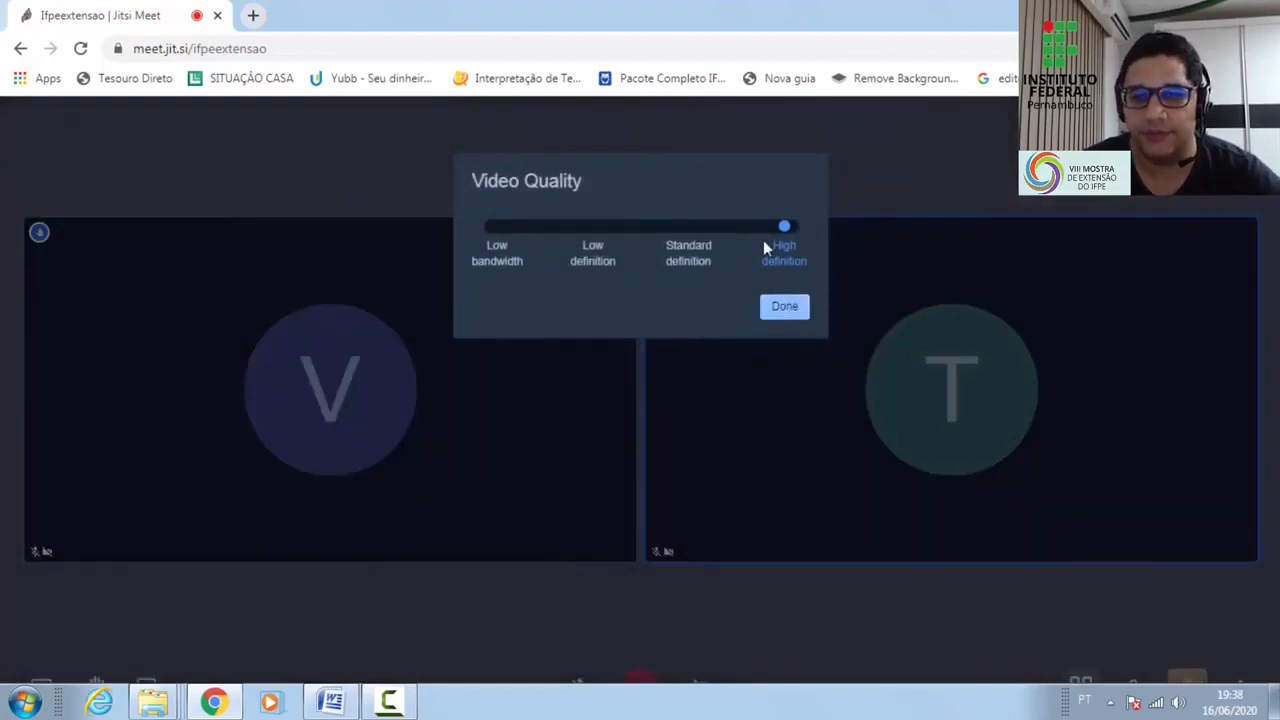 Ifpeextensao | Jitsi Meet
meet.jit.si/ifpeextensao
Apps
Tesouro Direto
SITUAÇÃO CASA
Yubb - Seu dinheir...
Interpretação de Te...
Pacote Completo IF...
Nova guia
Remove Backgroun...
G edit
INSTITUTO
FEDERAL
Pernambuco
VIII MOSTRA
DE EXTENSÃO
DO IFPE
Video Quality
Low
bandwidth
Low
definition
Standard
definition
High
definition
Done
V
T
PT
19:38
16/06/2020